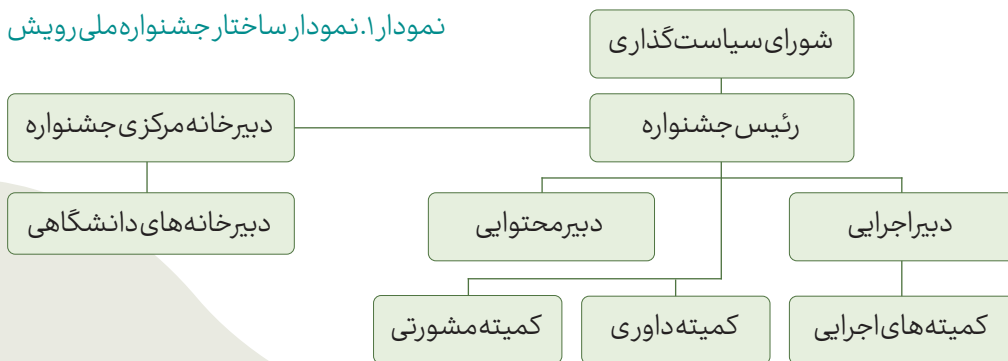 نمودار ۱. نمودار ساختار جشنواره ملی رویش
شورای سیاست‌گذاری
رئیس جشنواره
دبیرخانه مرکزی جشنواره
دبیر اجرایی
دبیر محتوایی
دبیرخانه‌های دانشگاهی
کمیته‌های اجرایی
کمیته داوری
کمیته مشورتی